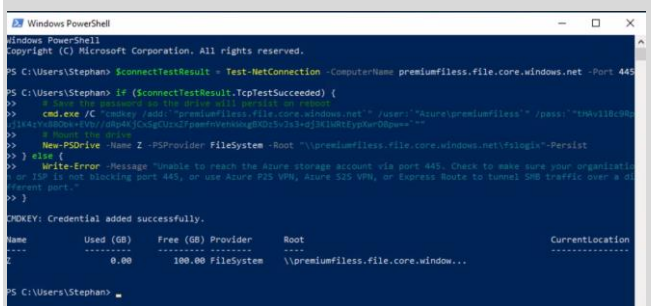 Windows PowerShell
Windows PowerShell
Copyright (C) Microsoft Corporation. All rights reserved.
PS C:\Users\Stephan> $connectTestResult = Test-NetConnection -ComputerName premiumfiless.file.core.windows.net -Port 445
PS C:\Users\Stephan> if ($connectTestResult.TcpTestSucceeded) {
>> # Save the password so the drive will persist on reboot
>> cmd.exe /C "cmdkey /add:`"premiumfiless.file.core.windows.net`" /user:`"Azure\premiumfiless`" /pass:`"
>> # Mount the drive
>> New-PSDrive -Name Z -PSProvider FileSystem -Root "\\premiumfiless.file.core.windows.net\fslogix"-Persist
>> } else {
>> Write-Error -Message "Unable to reach the Azure storage account via port 445. Check to make sure your organizatio
n or ISP is not blocking port 445, or use Azure P2S VPN, Azure S2S VPN, or Express Route to tunnel SMB traffic over a di
fferent port."
>> }
CMDKEY: Credential added successfully.
Name Used (GB) Free (GB) Provider Root CurrentLocation
---- --------- --------- -------- ---- ---------------
Z 0.00 100.00 FileSystem \\premiumfiless.file.core.window...
PS C:\Users\Stephan>